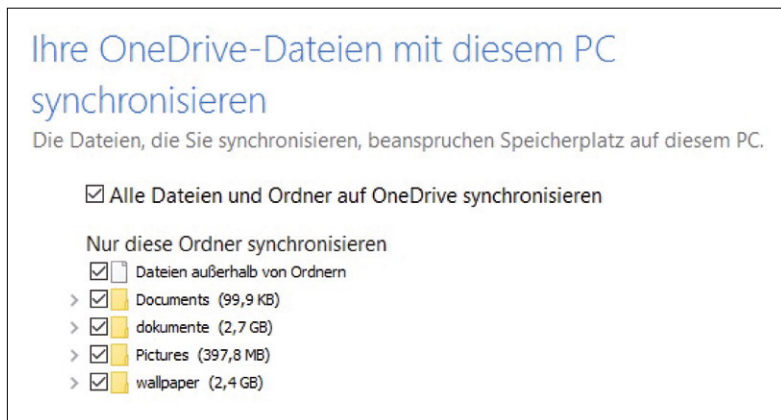 Ihre OneDrive-Dateien mit diesem PC
synchronisieren
Die Dateien, die Sie synchronisieren, beanspruchen Speicherplatz auf diesem PC.
Alle Dateien und Ordner auf OneDrive synchronisieren
Nur diese Ordner synchronisieren
Dateien außerhalb von Ordnern
Documents (99,9 KB)
dokumente (2,7 GB)
Pictures (397,8 MB)
wallpaper (2,4 GB)